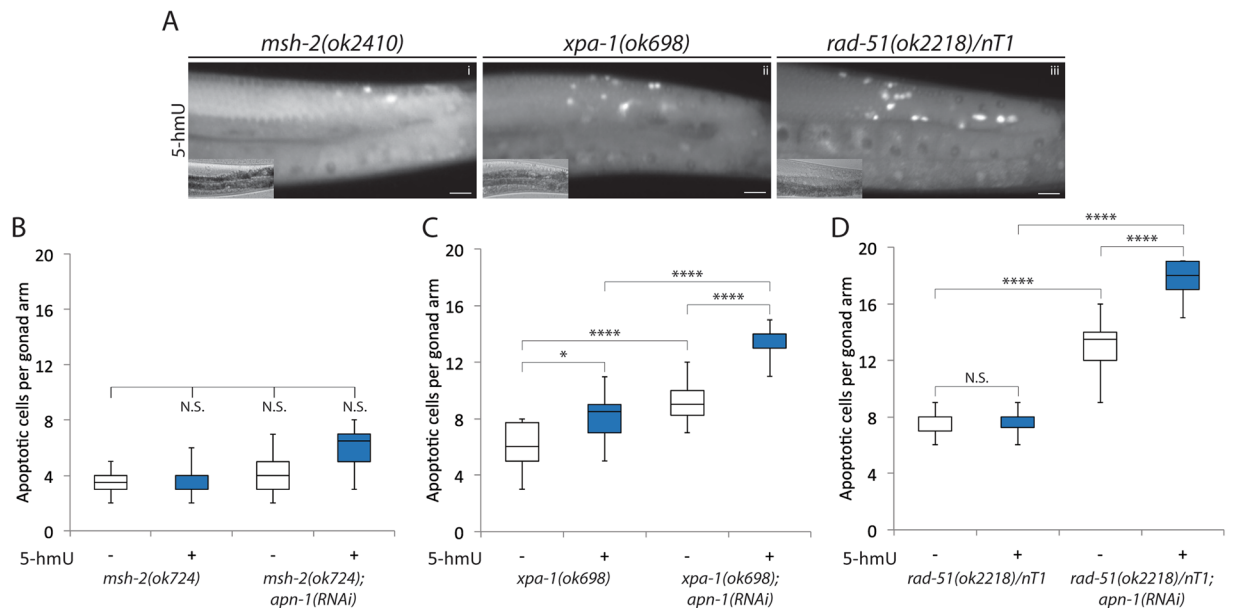 A
msh-2(ok2410)
xpa-1(ok698)
rad-51(ok2218)/nT1
5-hmU
i
ii
iii
B
Apoptotic cells per gonad arm
20
16
12
8
4
0
N.S.
N.S.
N.S.
5-hmU
-
+
-
+
msh-2(ok724)
msh-2(ok724);
apn-1(RNAi)
C
Apoptotic cells per gonad arm
20
16
12
8
4
0
****
****
****
*
-
+
-
+
xpa-1(ok698)
xpa-1(ok698);
apn-1(RNAi)
D
Apoptotic cells per gonad arm
20
16
12
8
4
0
****
****
****
N.S.
-
+
-
+
rad-51(ok2218)/nT1
rad-51(ok2218)/nT1;
apn-1(RNAi)